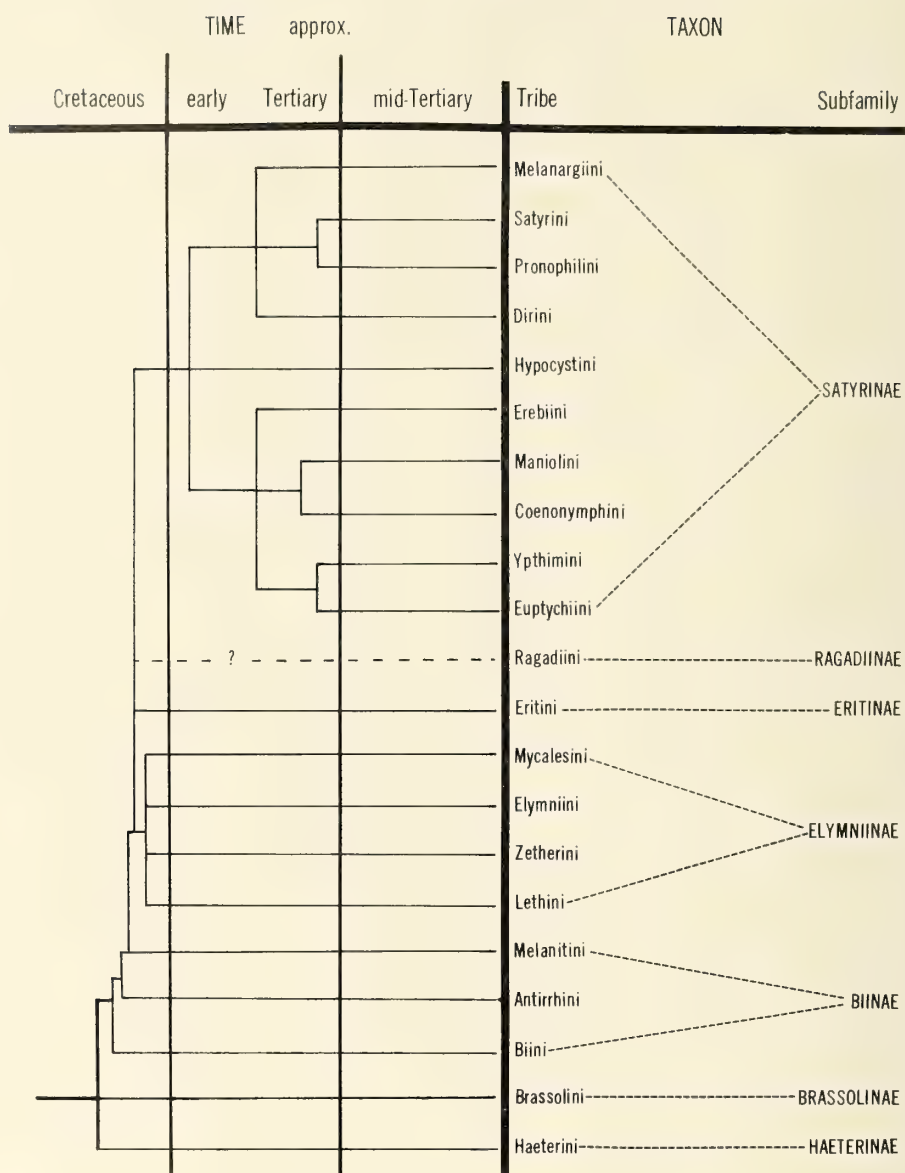 TIME approx. TAXON
Cretaceous early Tertiary mid-Tertiary Tribe Subfamily
Melanargiini
Satyrini
Pronophilini
Dirini
Hypocystini
SATYRINAE
Erebiini
Maniolini
Coenonymphini
Ypthimini
Euptychiini
? Ragadiini RAGADIINAE
Eritini ERITINAE
Mycalesini
Elymniini
ELYMNIINAE
Zetherini
Lethini
Melanitini
Antirrhini BIINAE
Biini
Brassolini BRASSOLINAE
Haeterini HAETERINAE